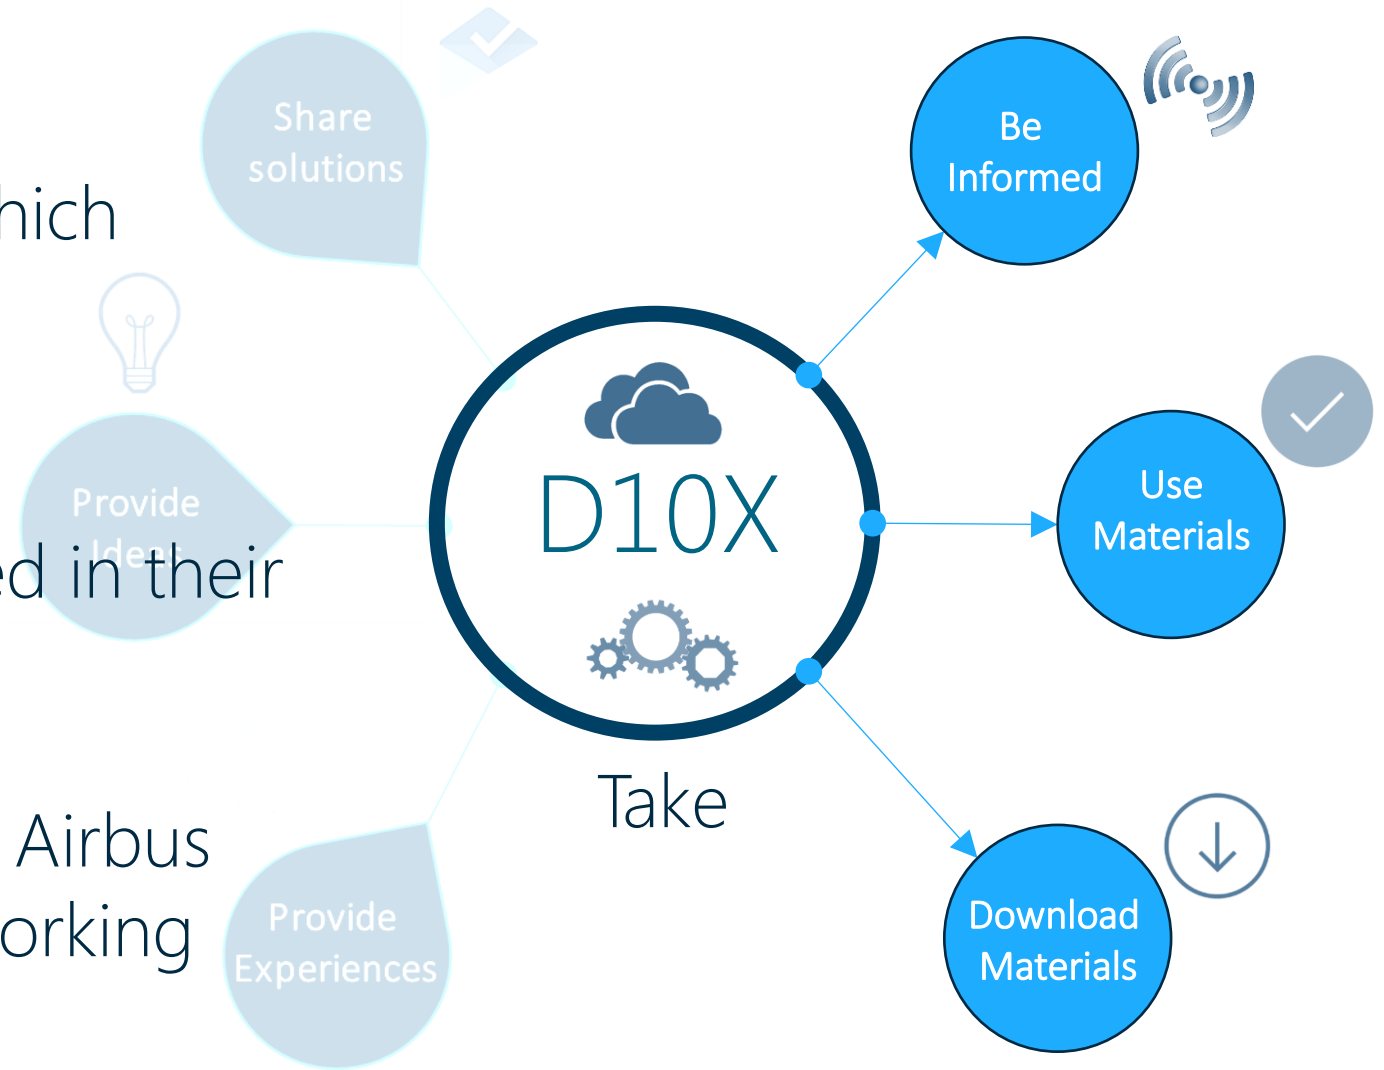 Share
solutions
hich
Provide
Ideas
ed in their
Airbus
orking
Provide
Experiences
D10X
Take
Be
Informed
Use
Materials
Download
Materials